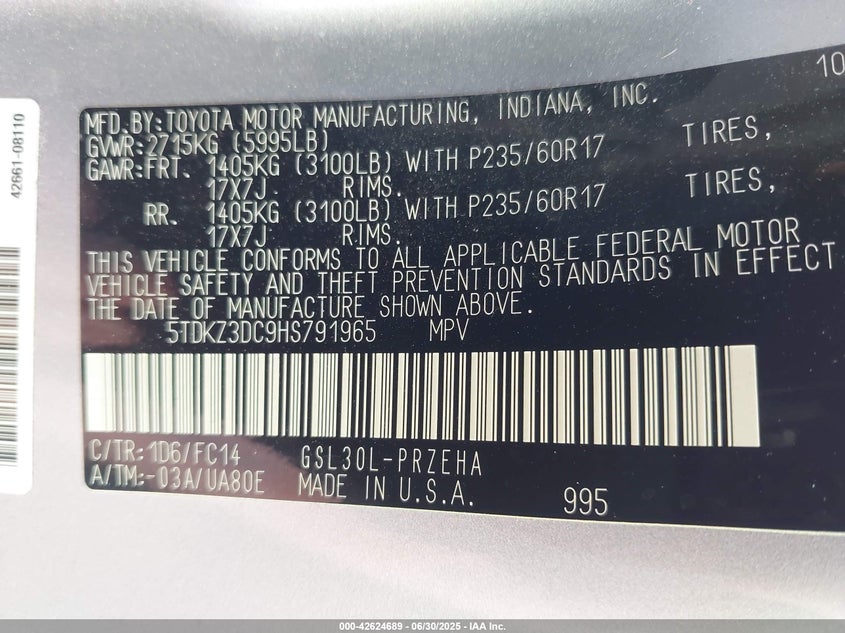 10
MFD.BY:TOYOTA MOTOR MANUFACTURING, INDIANA, INC.
GVWR:2715KG (5995LB)
GAWR:FRT. 1405KG (3100LB) WITH P235/60R17 TIRES,
17X7J RIMS.
RR. 1405KG (3100LB) WITH P235/60R17 TIRES,
17X7J RIMS.
THIS VEHICLE CONFORMS TO ALL APPLICABLE FEDERAL MOTOR
VEHICLE SAFETY AND THEFT PREVENTION STANDARDS IN EFFECT
THE DATE OF MANUFACTURE SHOWN ABOVE.
5TDKZ3DC9HS791965 MPV
C/TR:1D6/FC14 GSL30L-PRZEHA
A/TM:-03A/UA80E MADE IN U.S.A. 995
42661-08110
000-42624689 - 06/30/2025 - IAA Inc.